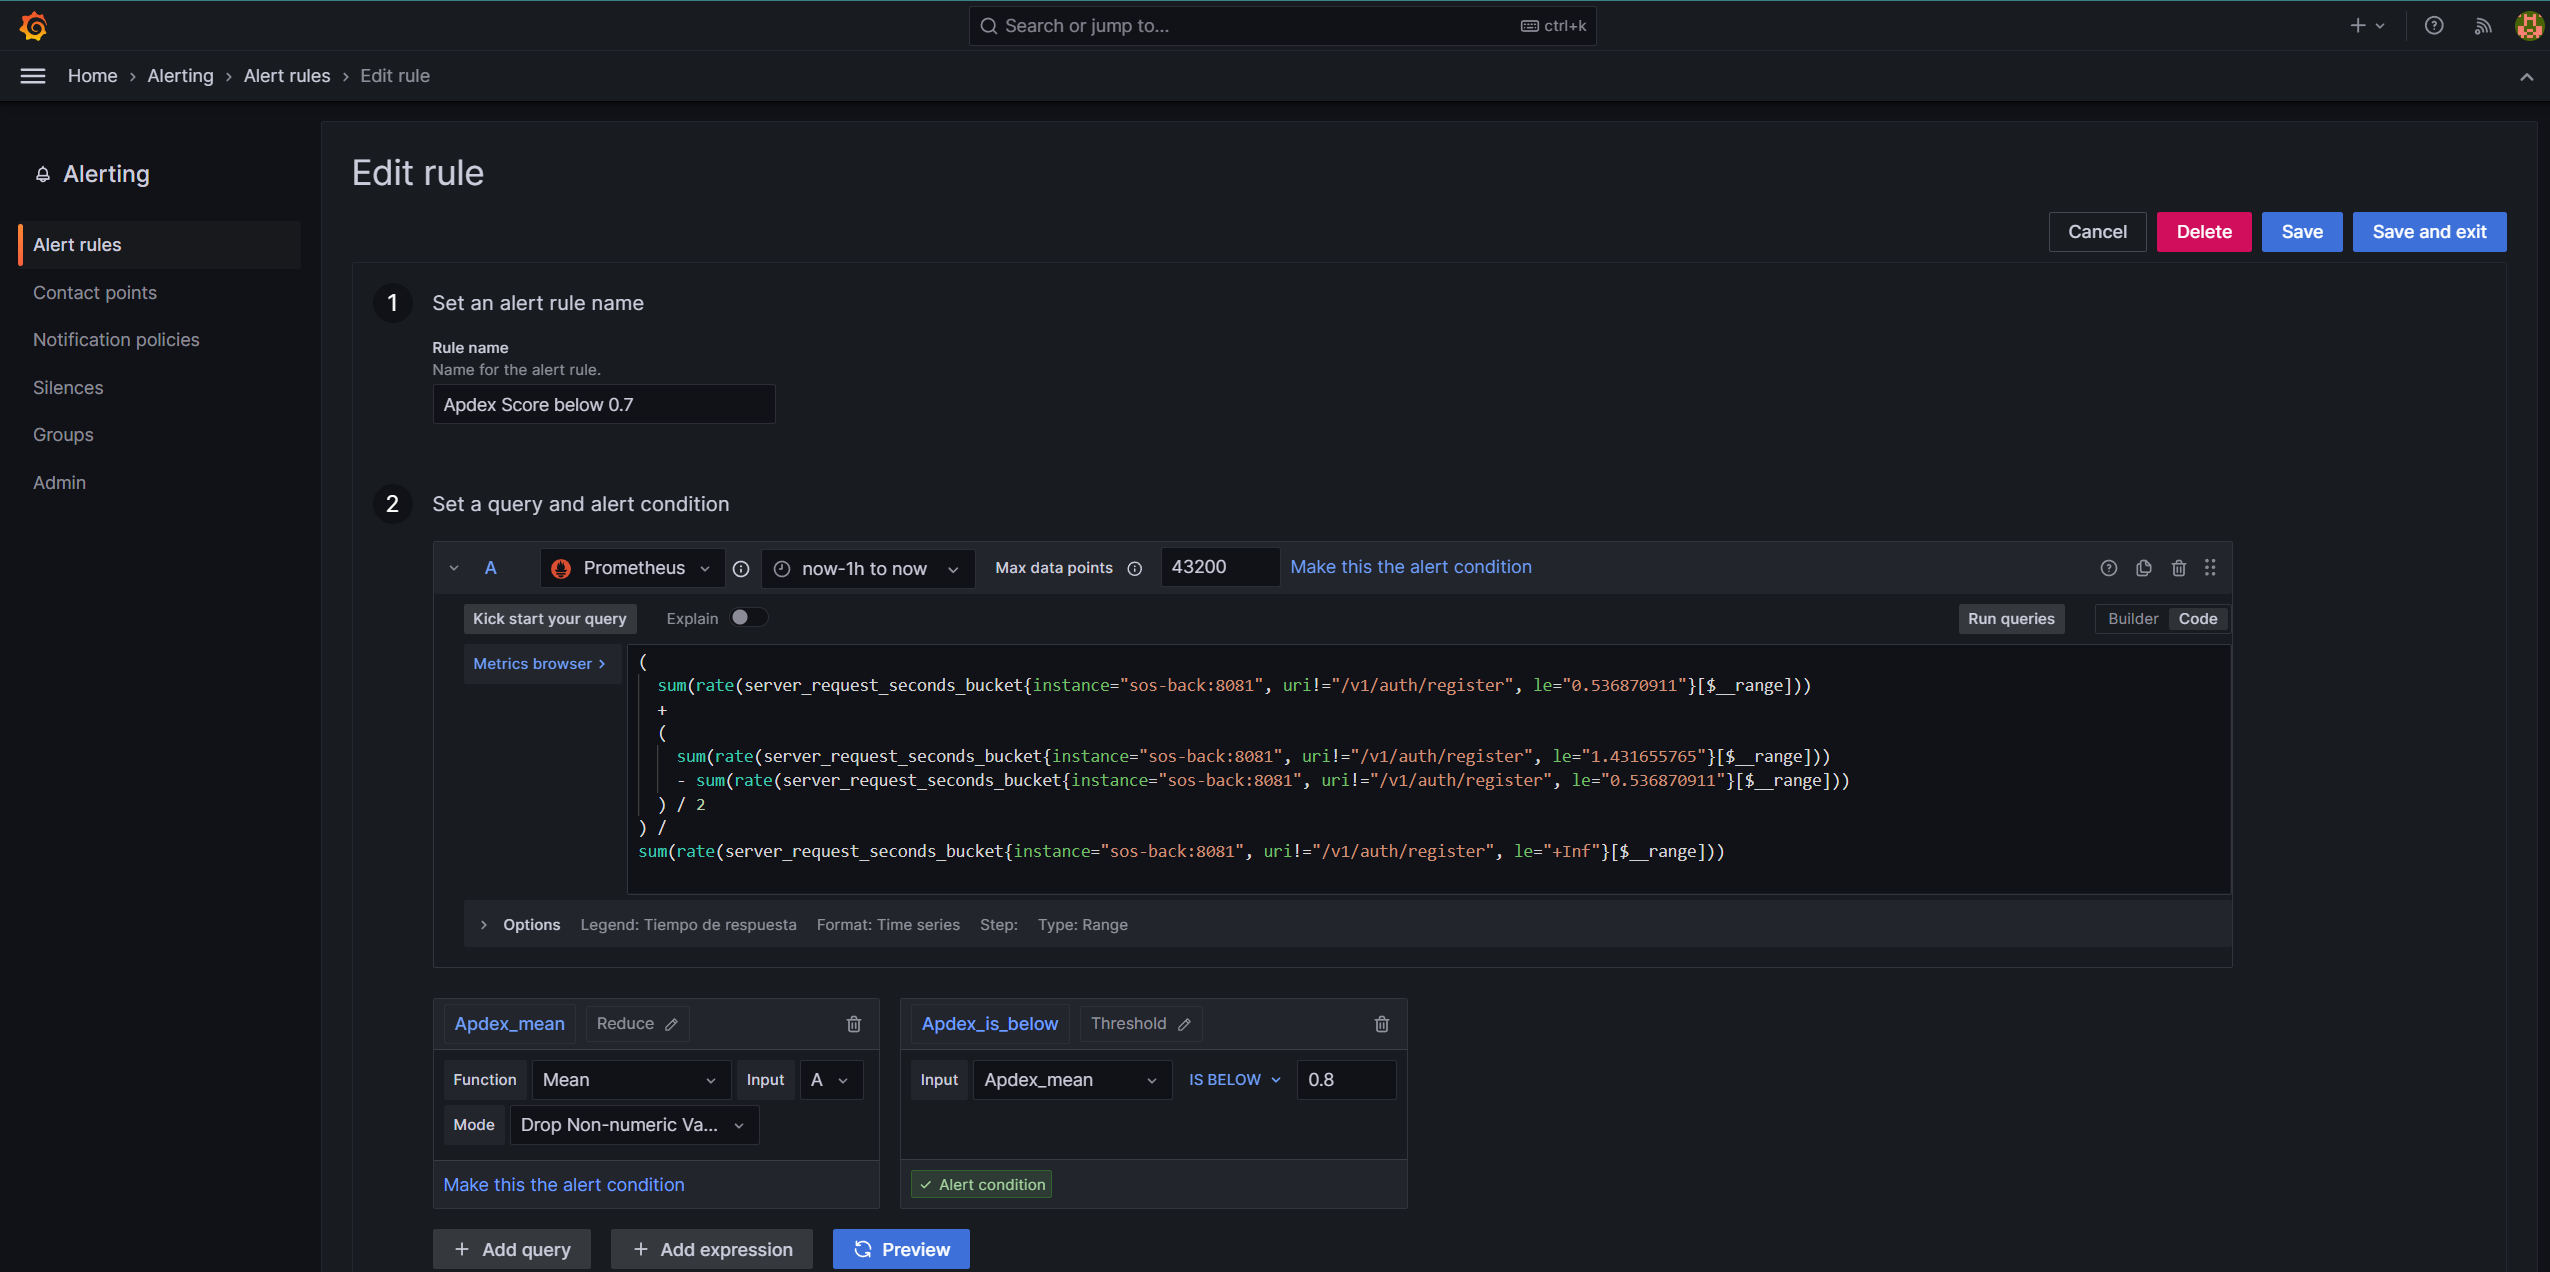 Search or jump to...
ctrl+k
Home › Alerting › Alert rules › Edit rule
Alerting
Alert rules
Contact points
Notification policies
Silences
Groups
Admin
Edit rule
Cancel
Delete
Save
Save and exit
1 Set an alert rule name
Rule name
Name for the alert rule.
Apdex Score below 0.7
2 Set a query and alert condition
A Prometheus now-1h to now Max data points 43200 Make this the alert condition
Kick start your query Explain Run queries Builder Code
Metrics browser ›
(
sum(rate(server_request_seconds_bucket{instance="sos-back:8081", uri!="/v1/auth/register", le="0.536870911"}[$__range]))
+
(
sum(rate(server_request_seconds_bucket{instance="sos-back:8081", uri!="/v1/auth/register", le="1.431655765"}[$__range]))
- sum(rate(server_request_seconds_bucket{instance="sos-back:8081", uri!="/v1/auth/register", le="0.536870911"}[$__range]))
) / 2
) /
sum(rate(server_request_seconds_bucket{instance="sos-back:8081", uri!="/v1/auth/register", le="+Inf"}[$__range]))
› Options Legend: Tiempo de respuesta Format: Time series Step: Type: Range
Apdex_mean Reduce
Function Mean Input A
Mode Drop Non-numeric Va...
Make this the alert condition
Apdex_is_below Threshold
Input Apdex_mean IS BELOW 0.8
Alert condition
+ Add query
+ Add expression
Preview